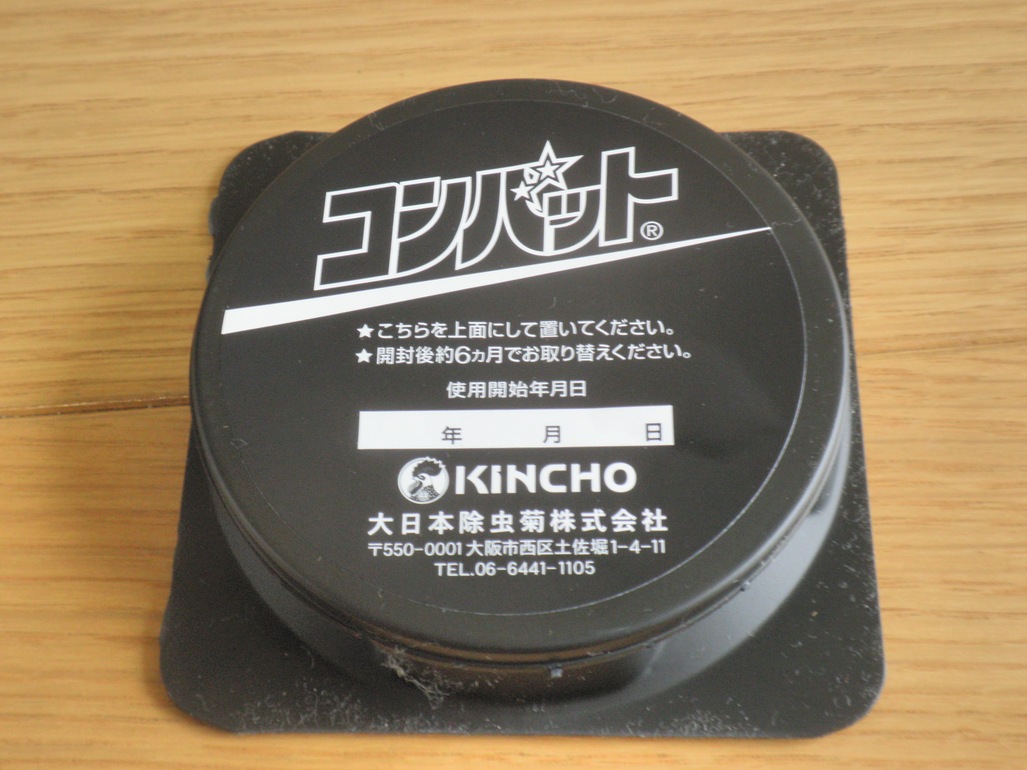 コンバット®
★こちらを上面にして置いてください。
★開封後約6ヵ月でお取り替えください。
使用開始年月日
年 月 日
KINCHO
大日本除虫菊株式会社
〒550-0001 大阪市西区土佐堀1-4-11
TEL.06-6441-1105